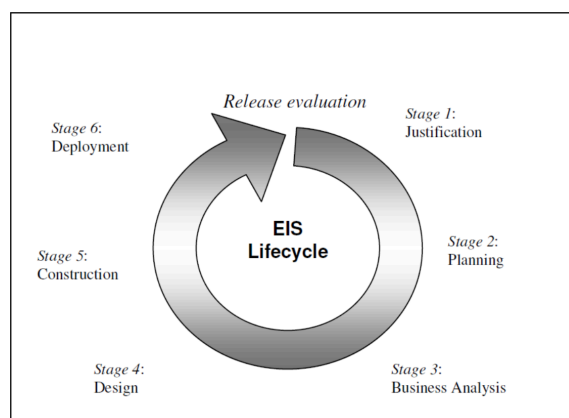 Release evaluation
Stage 1:
Justification
Stage 2:
Planning
Stage 3:
Business Analysis
Stage 4:
Design
Stage 5:
Construction
Stage 6:
Deployment
EIS
Lifecycle